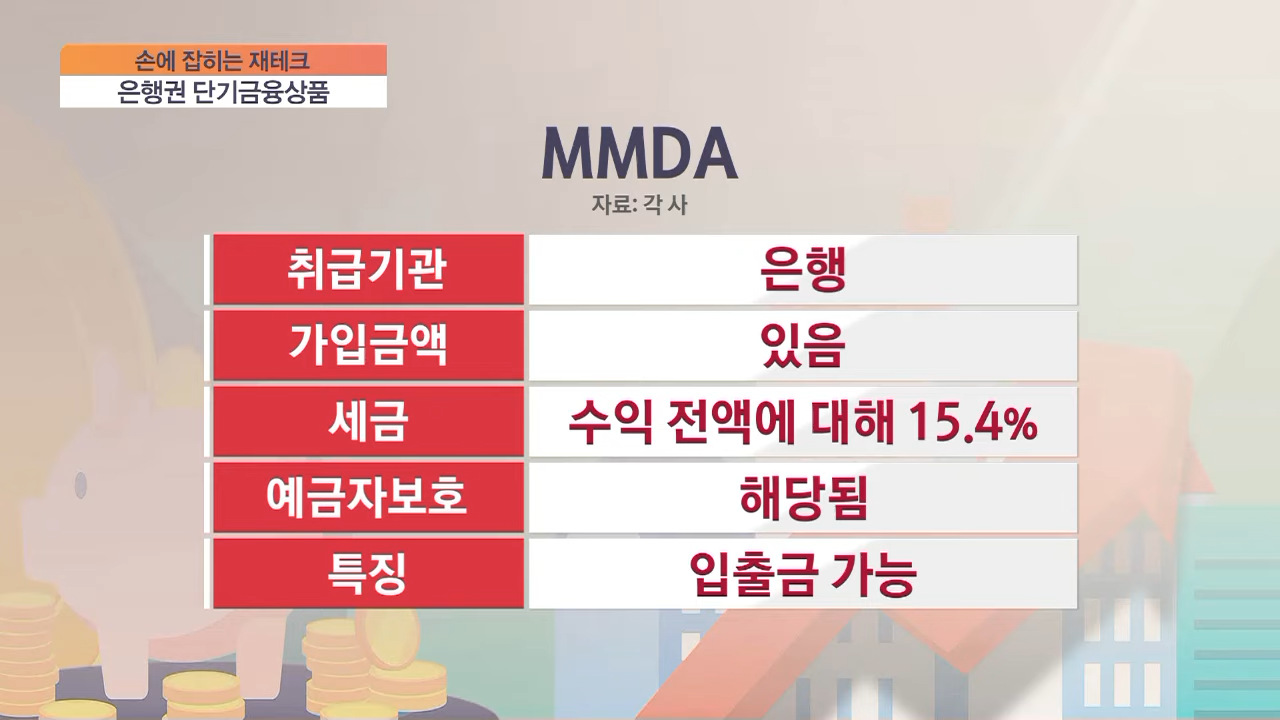 손에 잡히는 재테크
은행권 단기금융상품
MMDA
자료: 각 사
취급기관 은행
가입금액 있음
세금 수익 전액에 대해 15.4%
예금자보호 해당됨
특징 입출금 가능